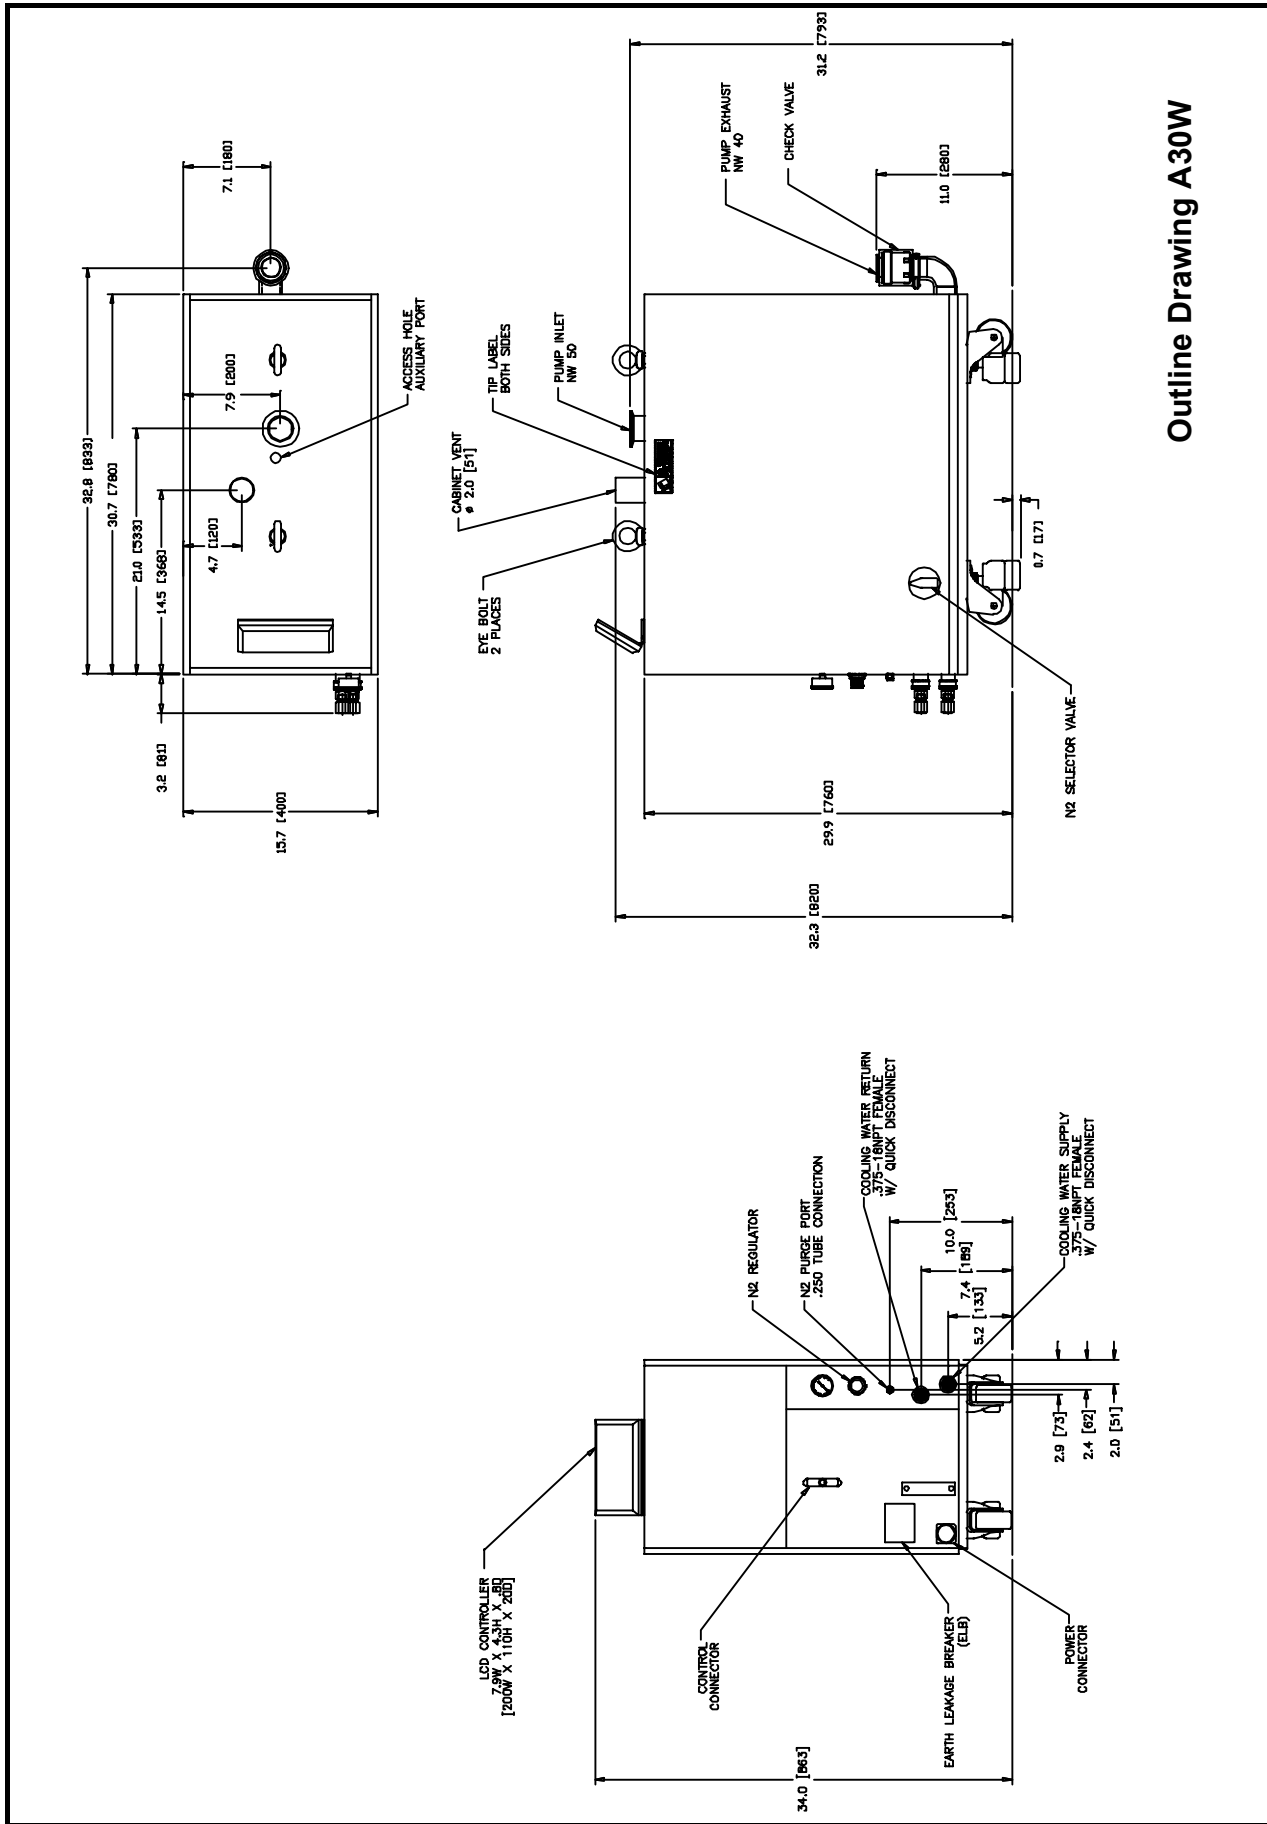 Outline Drawing A30W
32.8 [833]
30.7 [780]
21.0 [533]
14.5 [368]
3.2 [81]
4.7 [120]
7.9 [200]
7.1 [180]
15.7 [400]
ACCESS HOLE
AUXILIARY PORT
EYE BOLT
2 PLACES
CABINET VENT
ø 2.0 [51]
TIP LABEL
BOTH SIDES
PUMP INLET
NW 50
PUMP EXHAUST
NW 40
CHECK VALVE
31.2 [793]
11.0 [280]
0.7 [17]
N2 SELECTOR VALVE
29.9 [760]
32.3 [820]
LCD CONTROLLER
7.9W X 4.3H X .8D
[200W X 110H X 20D]
CONTROL
CONNECTOR
EARTH LEAKAGE BREAKER
(ELB)
POWER
CONNECTOR
34.0 [863]
N2 REGULATOR
N2 PURGE PORT
.250 TUBE CONNECTION
COOLING WATER RETURN
.375-18NPT FEMALE
W/ QUICK DISCONNECT
COOLING WATER SUPPLY
.375-18NPT FEMALE
W/ QUICK DISCONNECT
10.0 [253]
7.4 [189]
5.2 [133]
2.9 [73]
2.4 [62]
2.0 [51]